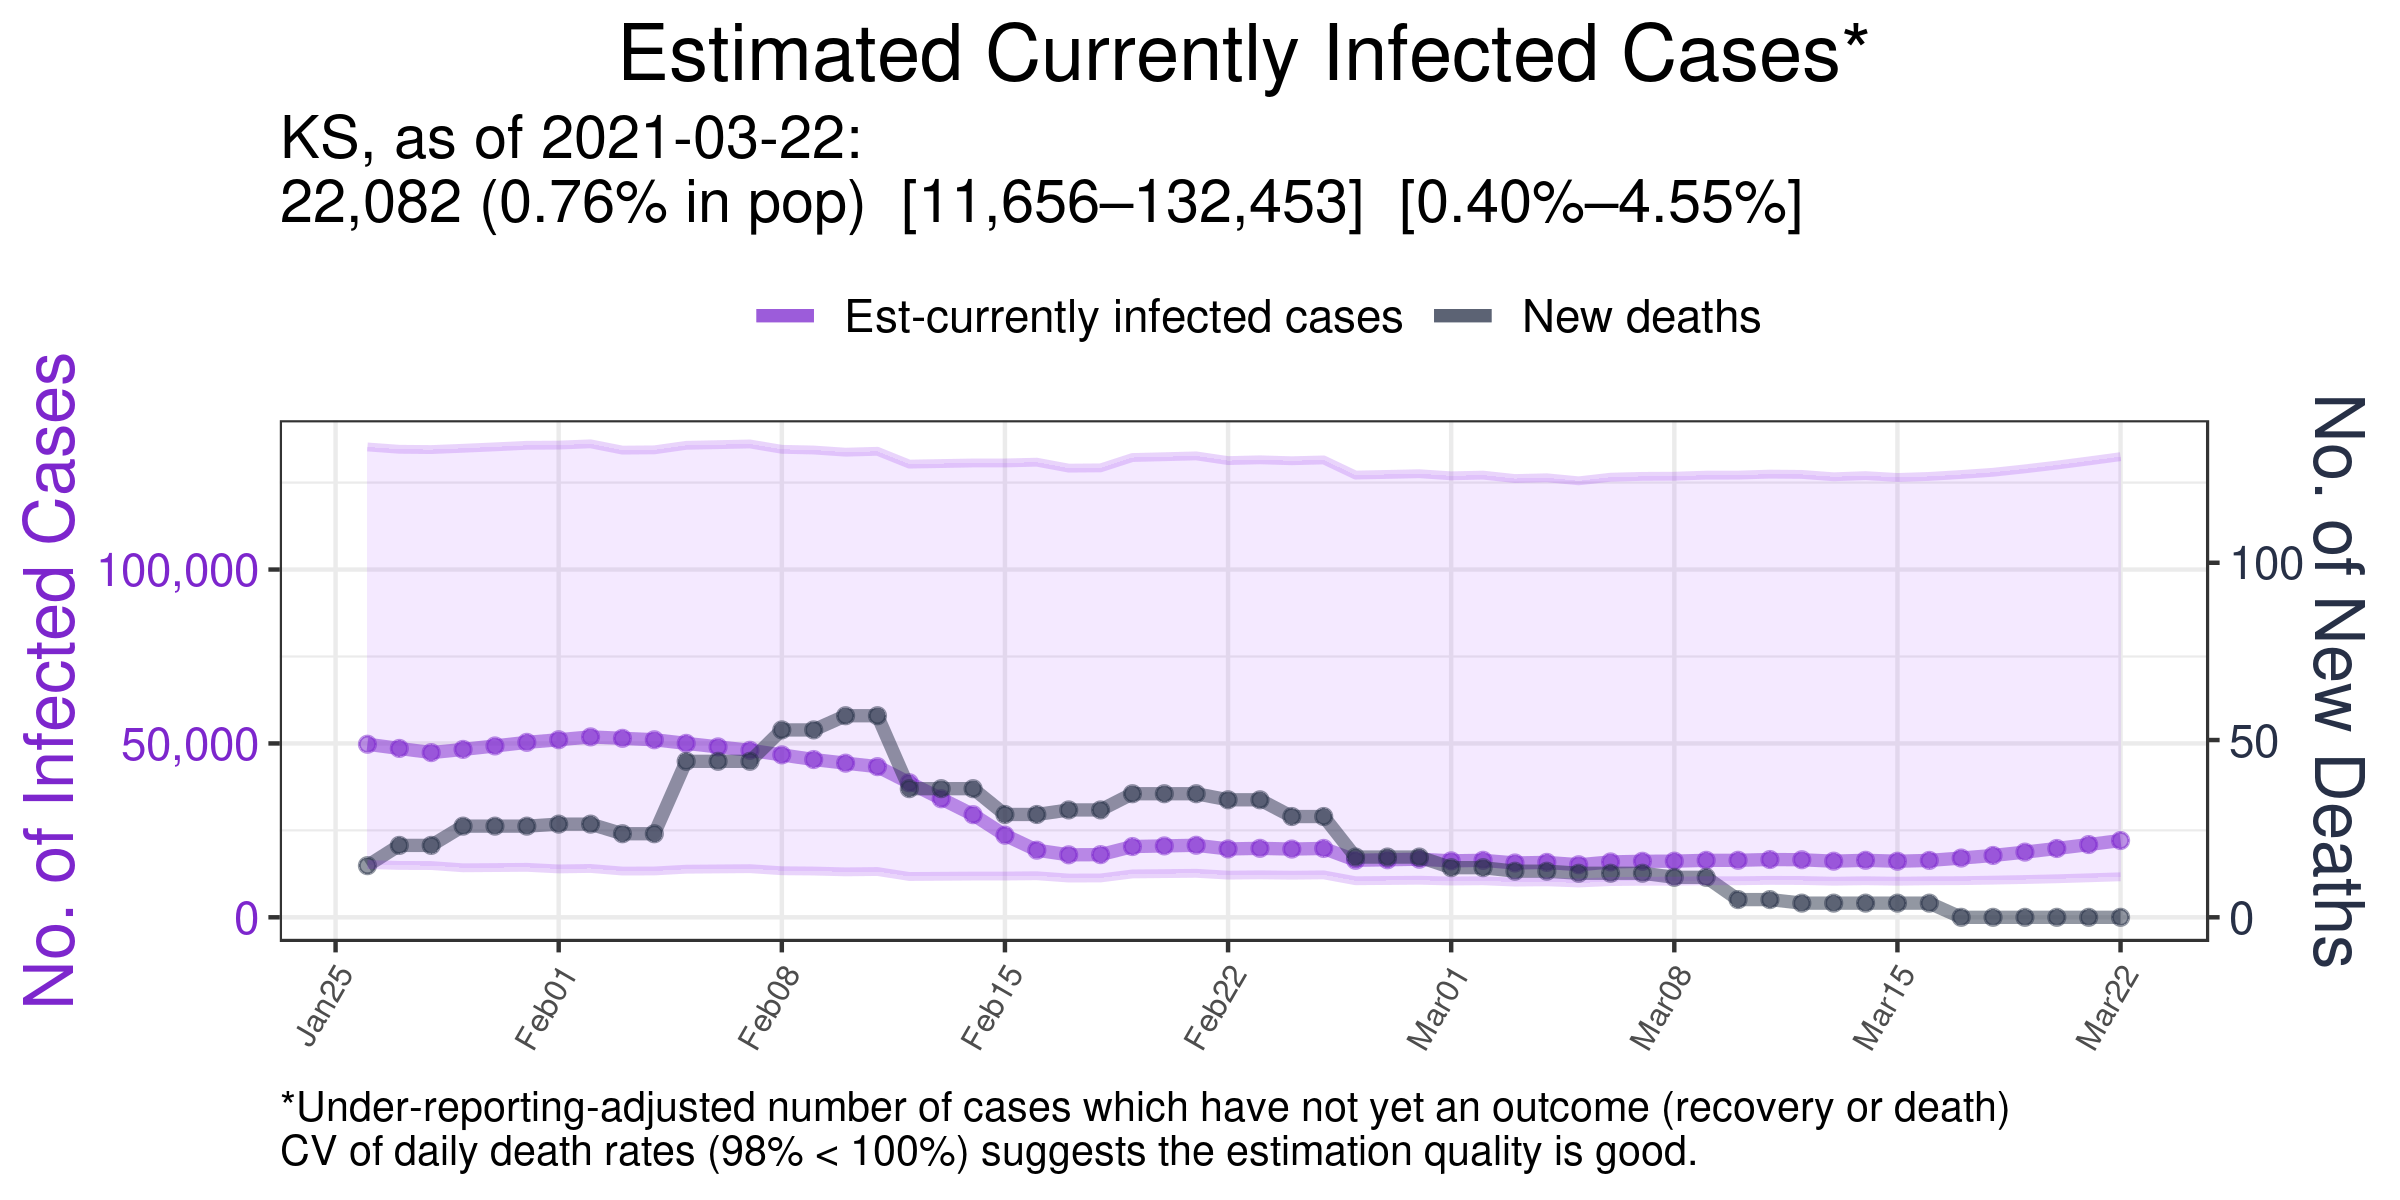 Estimated Currently Infected Cases*
KS, as of 2021-03-22:
22,082 (0.76% in pop)  [11,656–132,453]  [0.40%–4.55%]
Est-currently infected cases
New deaths
No. of Infected Cases
100,000
50,000
0
100
50
0
No. of New Deaths
Jan25
Feb01
Feb08
Feb15
Feb22
Mar01
Mar08
Mar15
Mar22
*Under-reporting-adjusted number of cases which have not yet an outcome (recovery or death)
CV of daily death rates (98% < 100%) suggests the estimation quality is good.